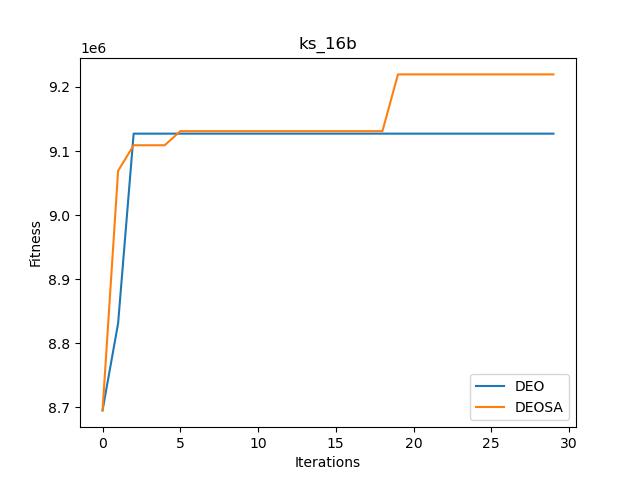 ks_16b
1e6
9.2
9.1
9.0
8.9
8.8
8.7
Fitness
0 5 10 15 20 25 30
Iterations
DEO
DEOSA